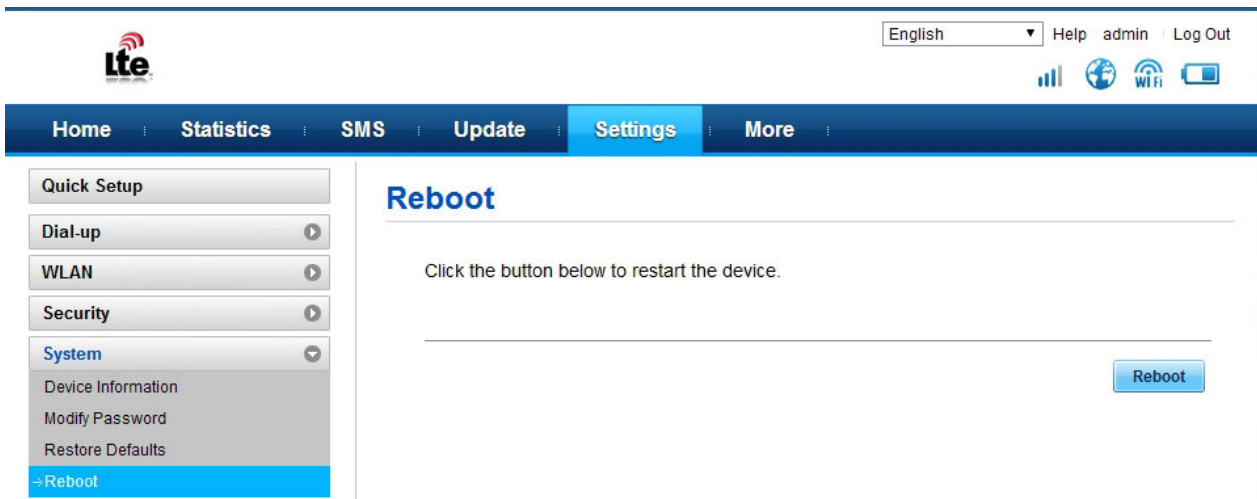 English Help admin Log Out
LTE
WiFi
Home Statistics SMS Update Settings More
Quick Setup
Dial-up
WLAN
Security
System
Device Information
Modify Password
Restore Defaults
→Reboot
Reboot
Click the button below to restart the device.
Reboot